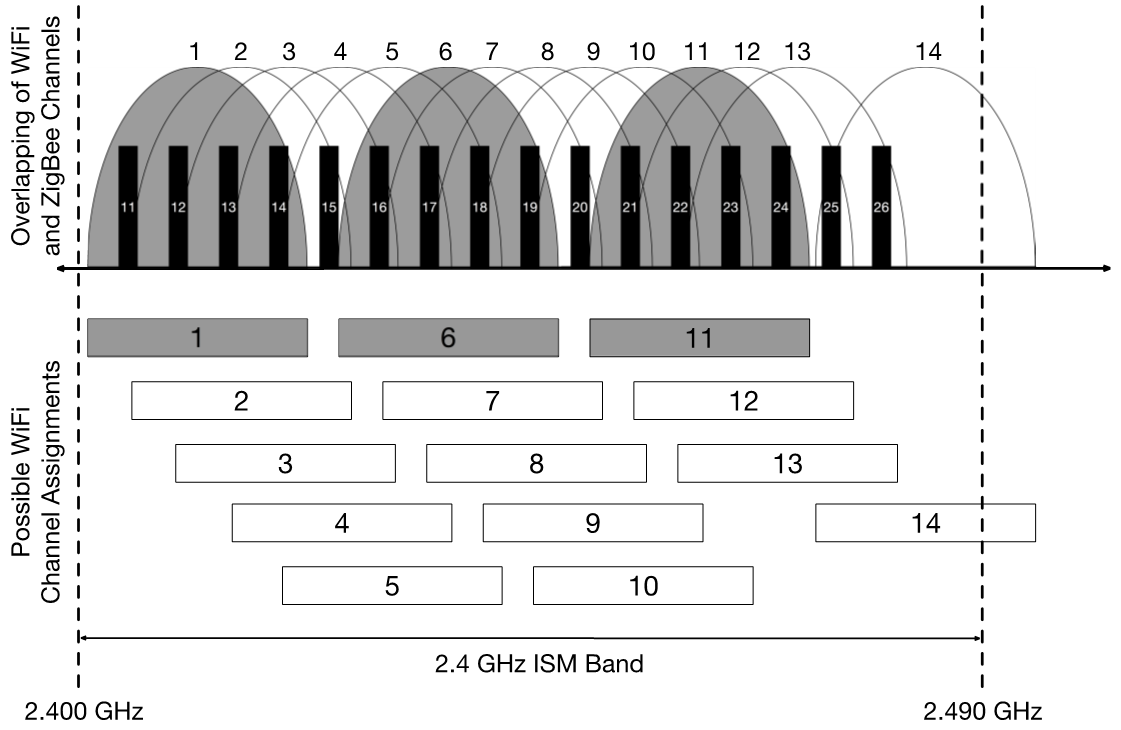 Overlapping of WiFi
and ZigBee Channels
1 2 3 4 5 6 7 8 9 10 11 12 13 14
11 12 13 14 15 16 17 18 19 20 21 22 23 24 25 26
Possible WiFi
Channel Assignments
1 6 11
2 7 12
3 8 13
4 9 14
5 10
2.4 GHz ISM Band
2.400 GHz 2.490 GHz